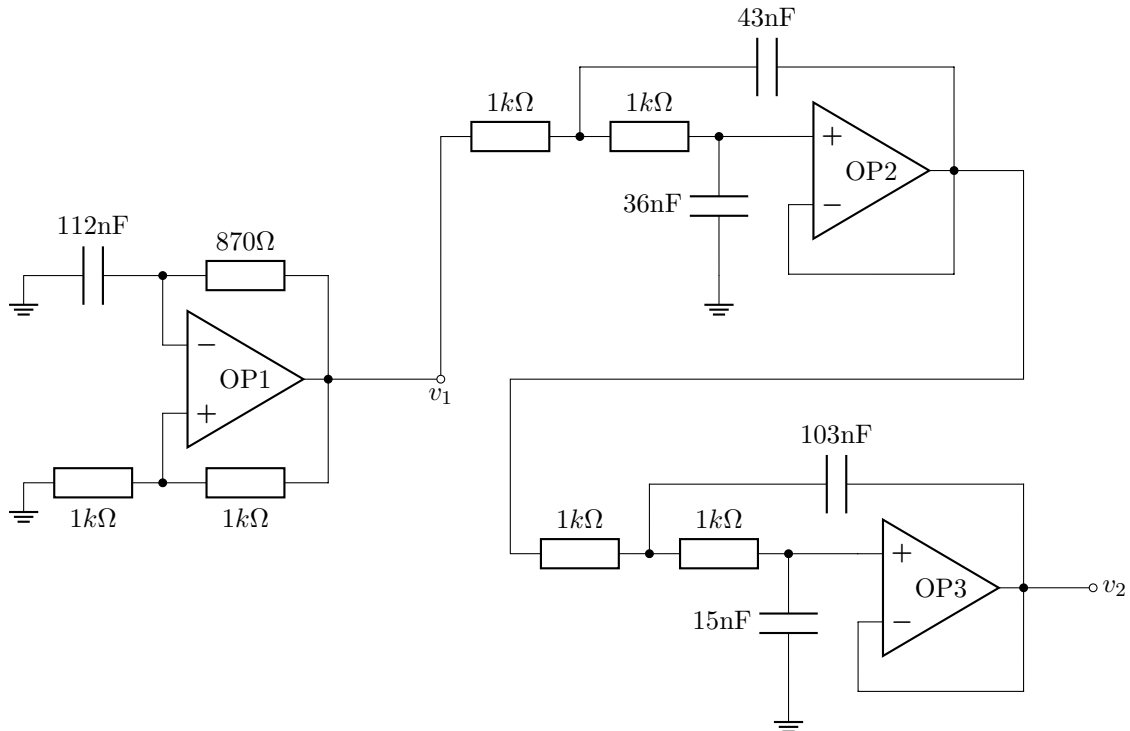 43nF
1kΩ
1kΩ
+
OP2
−
36nF
112nF
870Ω
−
OP1
+
v1
1kΩ
1kΩ
103nF
1kΩ
1kΩ
+
OP3
−
v2
15nF